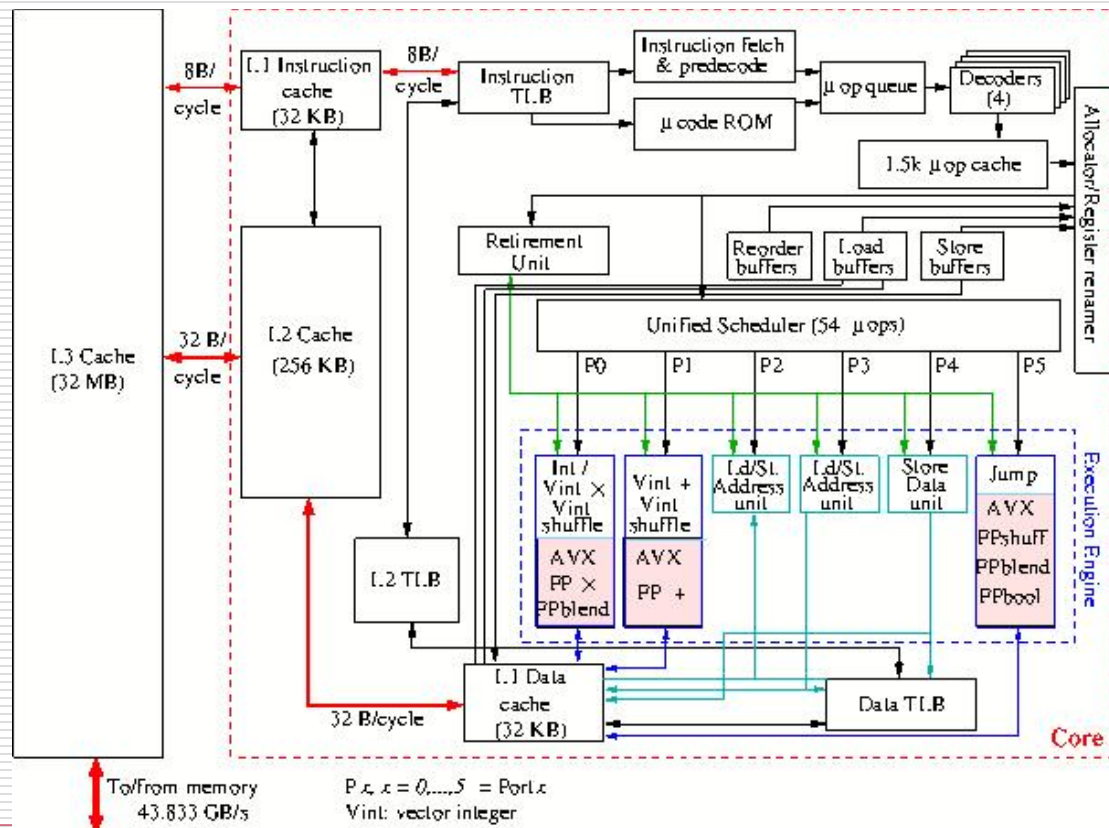 8B/
cycle
L1 Instruction
cache
(32 KB)
8B/
cycle
Instruction
TLB
Instruction Fetch
& predecode
μ op queue
Decoders
(4)
μ code ROM
1.5k μ op cache
Allocator/Register renamer
Retirement
Unit
Reorder
buffers
Load
buffers
Store
buffers
Unified Scheduler (54 μ ops)
L3 Cache
(32 MB)
32 B/
cycle
L2 Cache
(256 KB)
P0
P1
P2
P3
P4
P5
Int /
Vint ×
Vint
shuffle
AVX
PP ×
PPblend
Vint +
Vint
shuffle
AVX
PP +
Ld/St.
Address
unit
Ld/St.
Address
unit
Store
Data
unit
Jump
AVX
PPshuff
PPblend
PPbool
Execution Engine
L2 TLB
32 B/cycle
L1 Data
cache
(32 KB)
Data TLB
Core
To/From memory
43.833 GB/s
P x, x = 0,...,5 = Port x
Vint: vector integer